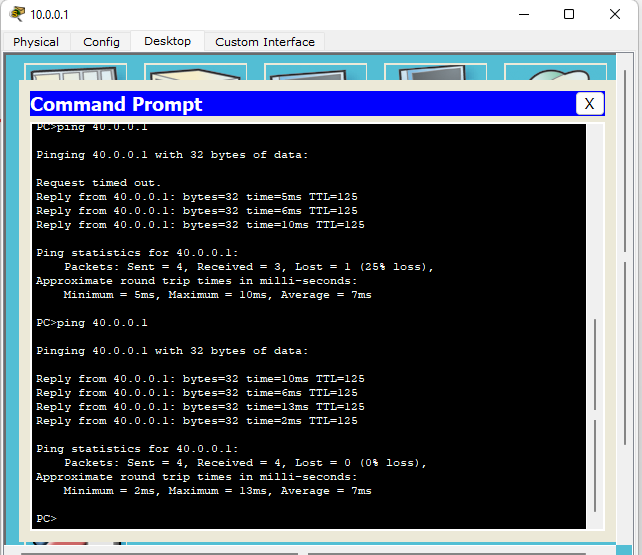 10.0.0.1
Physical Config Desktop Custom Interface
Command Prompt X
PC>ping 40.0.0.1
Pinging 40.0.0.1 with 32 bytes of data:
Request timed out.
Reply from 40.0.0.1: bytes=32 time=5ms TTL=125
Reply from 40.0.0.1: bytes=32 time=6ms TTL=125
Reply from 40.0.0.1: bytes=32 time=10ms TTL=125
Ping statistics for 40.0.0.1:
Packets: Sent = 4, Received = 3, Lost = 1 (25% loss),
Approximate round trip times in milli-seconds:
Minimum = 5ms, Maximum = 10ms, Average = 7ms
PC>ping 40.0.0.1
Pinging 40.0.0.1 with 32 bytes of data:
Reply from 40.0.0.1: bytes=32 time=10ms TTL=125
Reply from 40.0.0.1: bytes=32 time=6ms TTL=125
Reply from 40.0.0.1: bytes=32 time=13ms TTL=125
Reply from 40.0.0.1: bytes=32 time=2ms TTL=125
Ping statistics for 40.0.0.1:
Packets: Sent = 4, Received = 4, Lost = 0 (0% loss),
Approximate round trip times in milli-seconds:
Minimum = 2ms, Maximum = 13ms, Average = 7ms
PC>